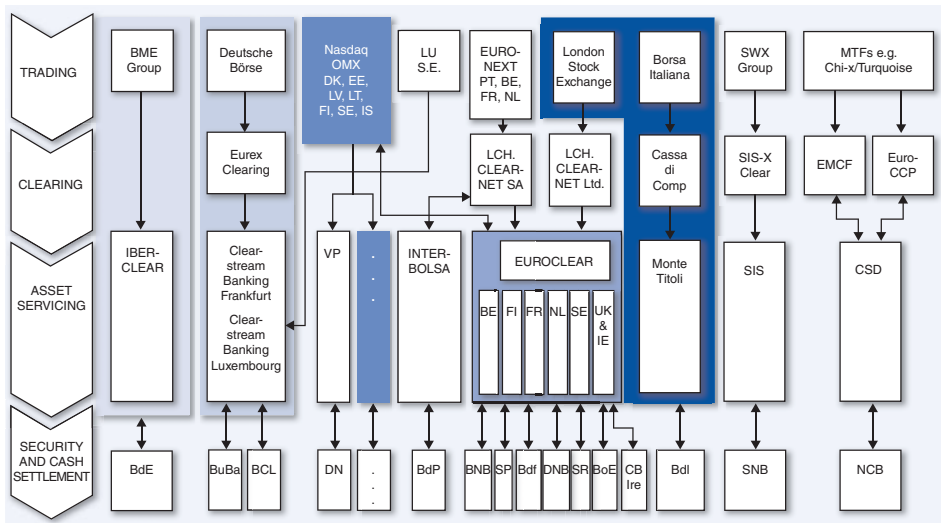 TRADING
BME
Group
Deutsche
Börse
Nasdaq
OMX
DK, EE,
LV, LT,
FI, SE, IS
LU
S.E.
EURO-
NEXT
PT, BE,
FR, NL
London
Stock
Exchange
Borsa
Italiana
SWX
Group
MTFs e.g.
Chi-x/Turquoise
CLEARING
Eurex
Clearing
LCH.
CLEAR-
NET SA
LCH.
CLEAR-
NET Ltd.
Cassa
di
Comp
SIS-X
Clear
EMCF
Euro-
CCP
ASSET
SERVICING
IBER-
CLEAR
Clear-
stream
Banking
Frankfurt
Clear-
stream
Banking
Luxembourg
VP
.
.
.
INTER-
BOLSA
EUROCLEAR
BE
FI
FR
NL
SE
UK
&
IE
Monte
Titoli
SIS
CSD
SECURITY
AND CASH
SETTLEMENT
BdE
BuBa
BCL
DN
.
.
.
BdP
BNB
SP
Bdf
DNB
SR
BoE
CB
Ire
BdI
SNB
NCB